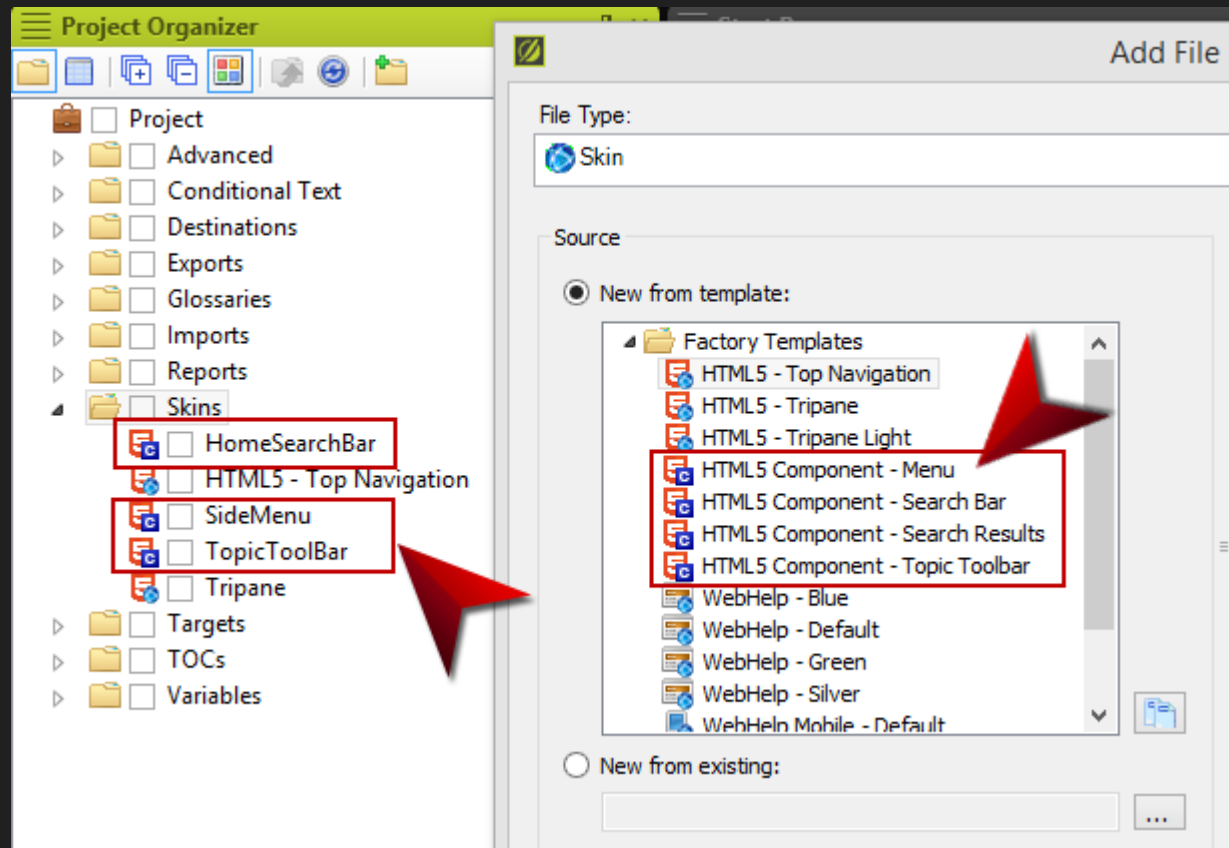 Project Organizer
Project
Advanced
Conditional Text
Destinations
Exports
Glossaries
Imports
Reports
Skins
HomeSearchBar
HTML5 - Top Navigation
SideMenu
TopicToolBar
Tripane
Targets
TOCs
Variables
Add File
File Type:
Skin
Source
New from template:
Factory Templates
HTML5 - Top Navigation
HTML5 - Tripane
HTML5 - Tripane Light
HTML5 Component - Menu
HTML5 Component - Search Bar
HTML5 Component - Search Results
HTML5 Component - Topic Toolbar
WebHelp - Blue
WebHelp - Default
WebHelp - Green
WebHelp - Silver
WebHelp Mobile - Default
New from existing:
...